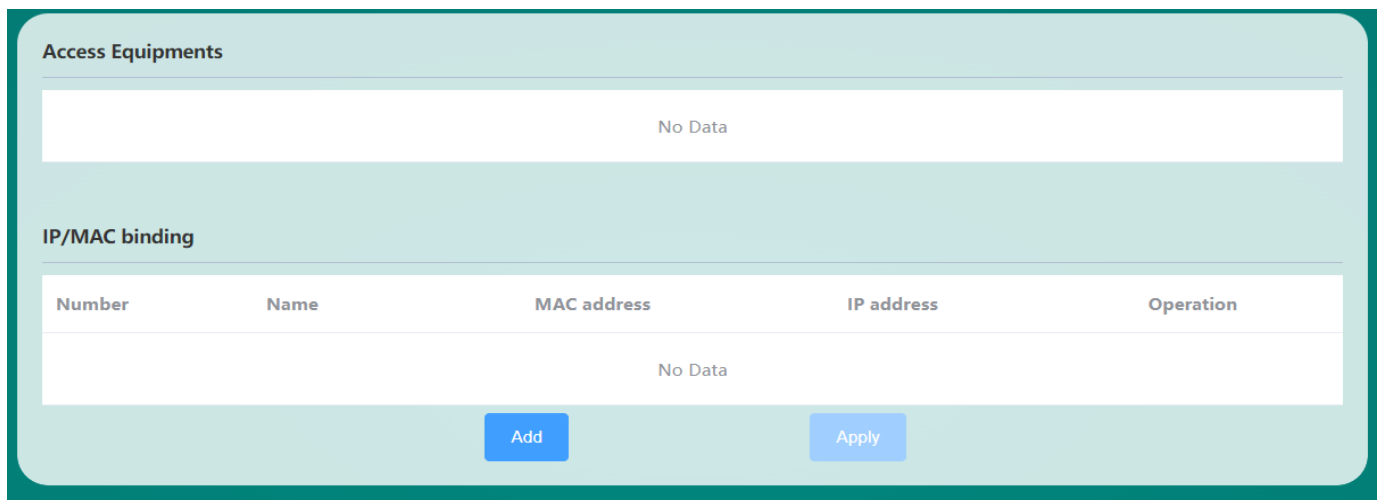 Access Equipments
No Data
IP/MAC binding
Number Name MAC address IP address Operation
No Data
Add Apply